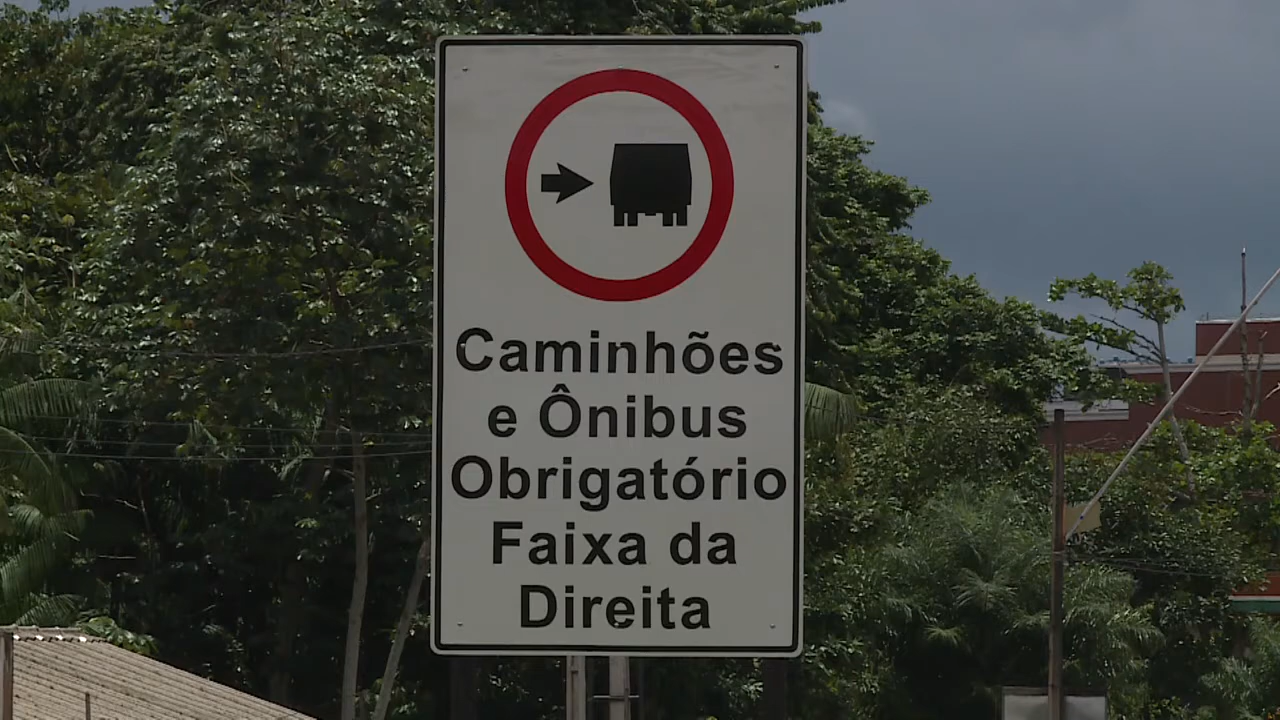 Caminhões
e Ônibus
Obrigatório
Faixa da
Direita